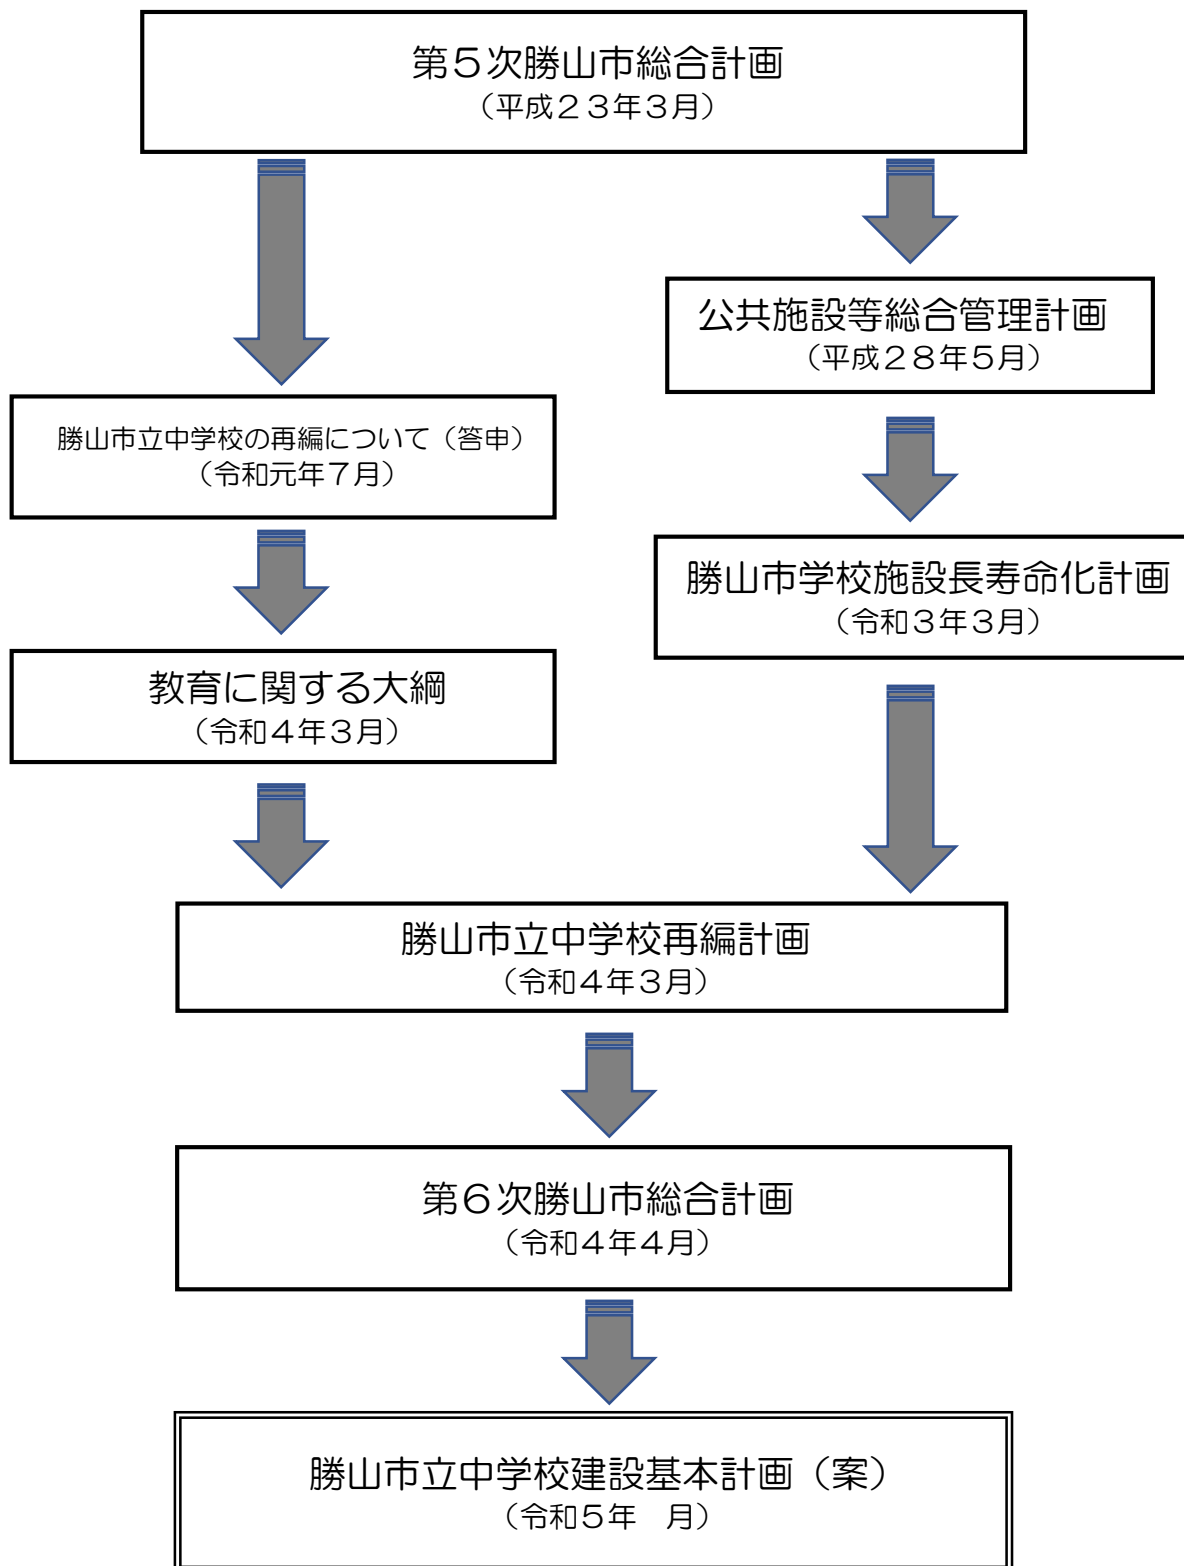 第５次勝山市総合計画
（平成２３年３月）
公共施設等総合管理計画
（平成２８年５月）
勝山市立中学校の再編について（答申）
（令和元年７月）
勝山市学校施設長寿命化計画
（令和３年３月）
教育に関する大綱
（令和４年３月）
勝山市立中学校再編計画
（令和４年３月）
第６次勝山市総合計画
（令和４年４月）
勝山市立中学校建設基本計画（案）
（令和５年　月）